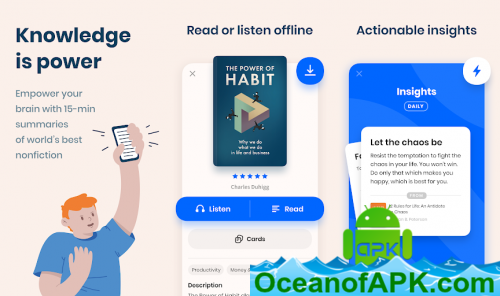 Knowledge
is power
Empower your
brain with 15-min
summaries
of world's best
nonfiction
Read or listen offline
THE POWER OF
HABIT
Why we do
what we do
in life and business
Charles Duhigg
Listen
Read
Cards
Productivity
Money
Description
The Power of Habit
Actionable insights
Insights
DAILY
Let the chaos be
Resist the temptation to fight the
chaos in your life. You won't win.
Do only that which makes you
happy, which is best for you.
Rules for Life: An Antidote
Chaos
APK
OceanofAPK.com